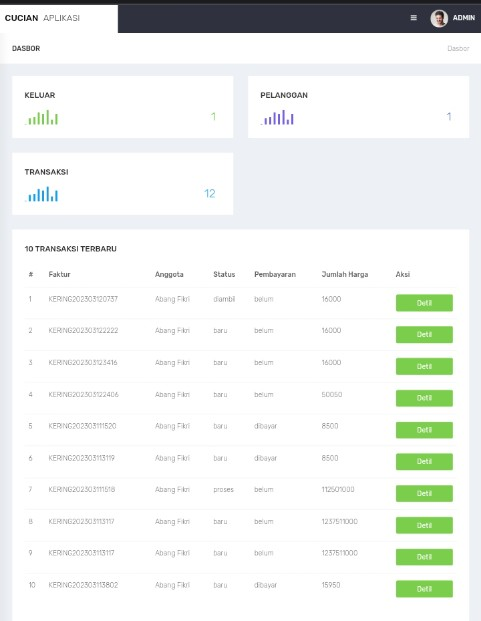 CUCIAN APLIKASI
ADMIN
DASBOR
Dasbor
KELUAR
1
PELANGGAN
1
TRANSAKSI
12
10 TRANSAKSI TERBARU
# Faktur Anggota Status Pembayaran Jumlah Harga Aksi
1 KERING202303120737 Abang Fikri diambil belum 16000 Detil
2 KERING202303122222 Abang Fikri baru belum 16000 Detil
3 KERING202303123416 Abang Fikri baru belum 16000 Detil
4 KERING202303122406 Abang Fikri baru belum 50050 Detil
5 KERING202303111520 Abang Fikri baru dibayar 8500 Detil
6 KERING202303113119 Abang Fikri baru dibayar 8500 Detil
7 KERING202303111518 Abang Fikri proses belum 112501000 Detil
8 KERING202303113117 Abang Fikri baru belum 1237511000 Detil
9 KERING202303113117 Abang Fikri baru belum 1237511000 Detil
10 KERING202303113802 Abang Fikri baru dibayar 15950 Detil